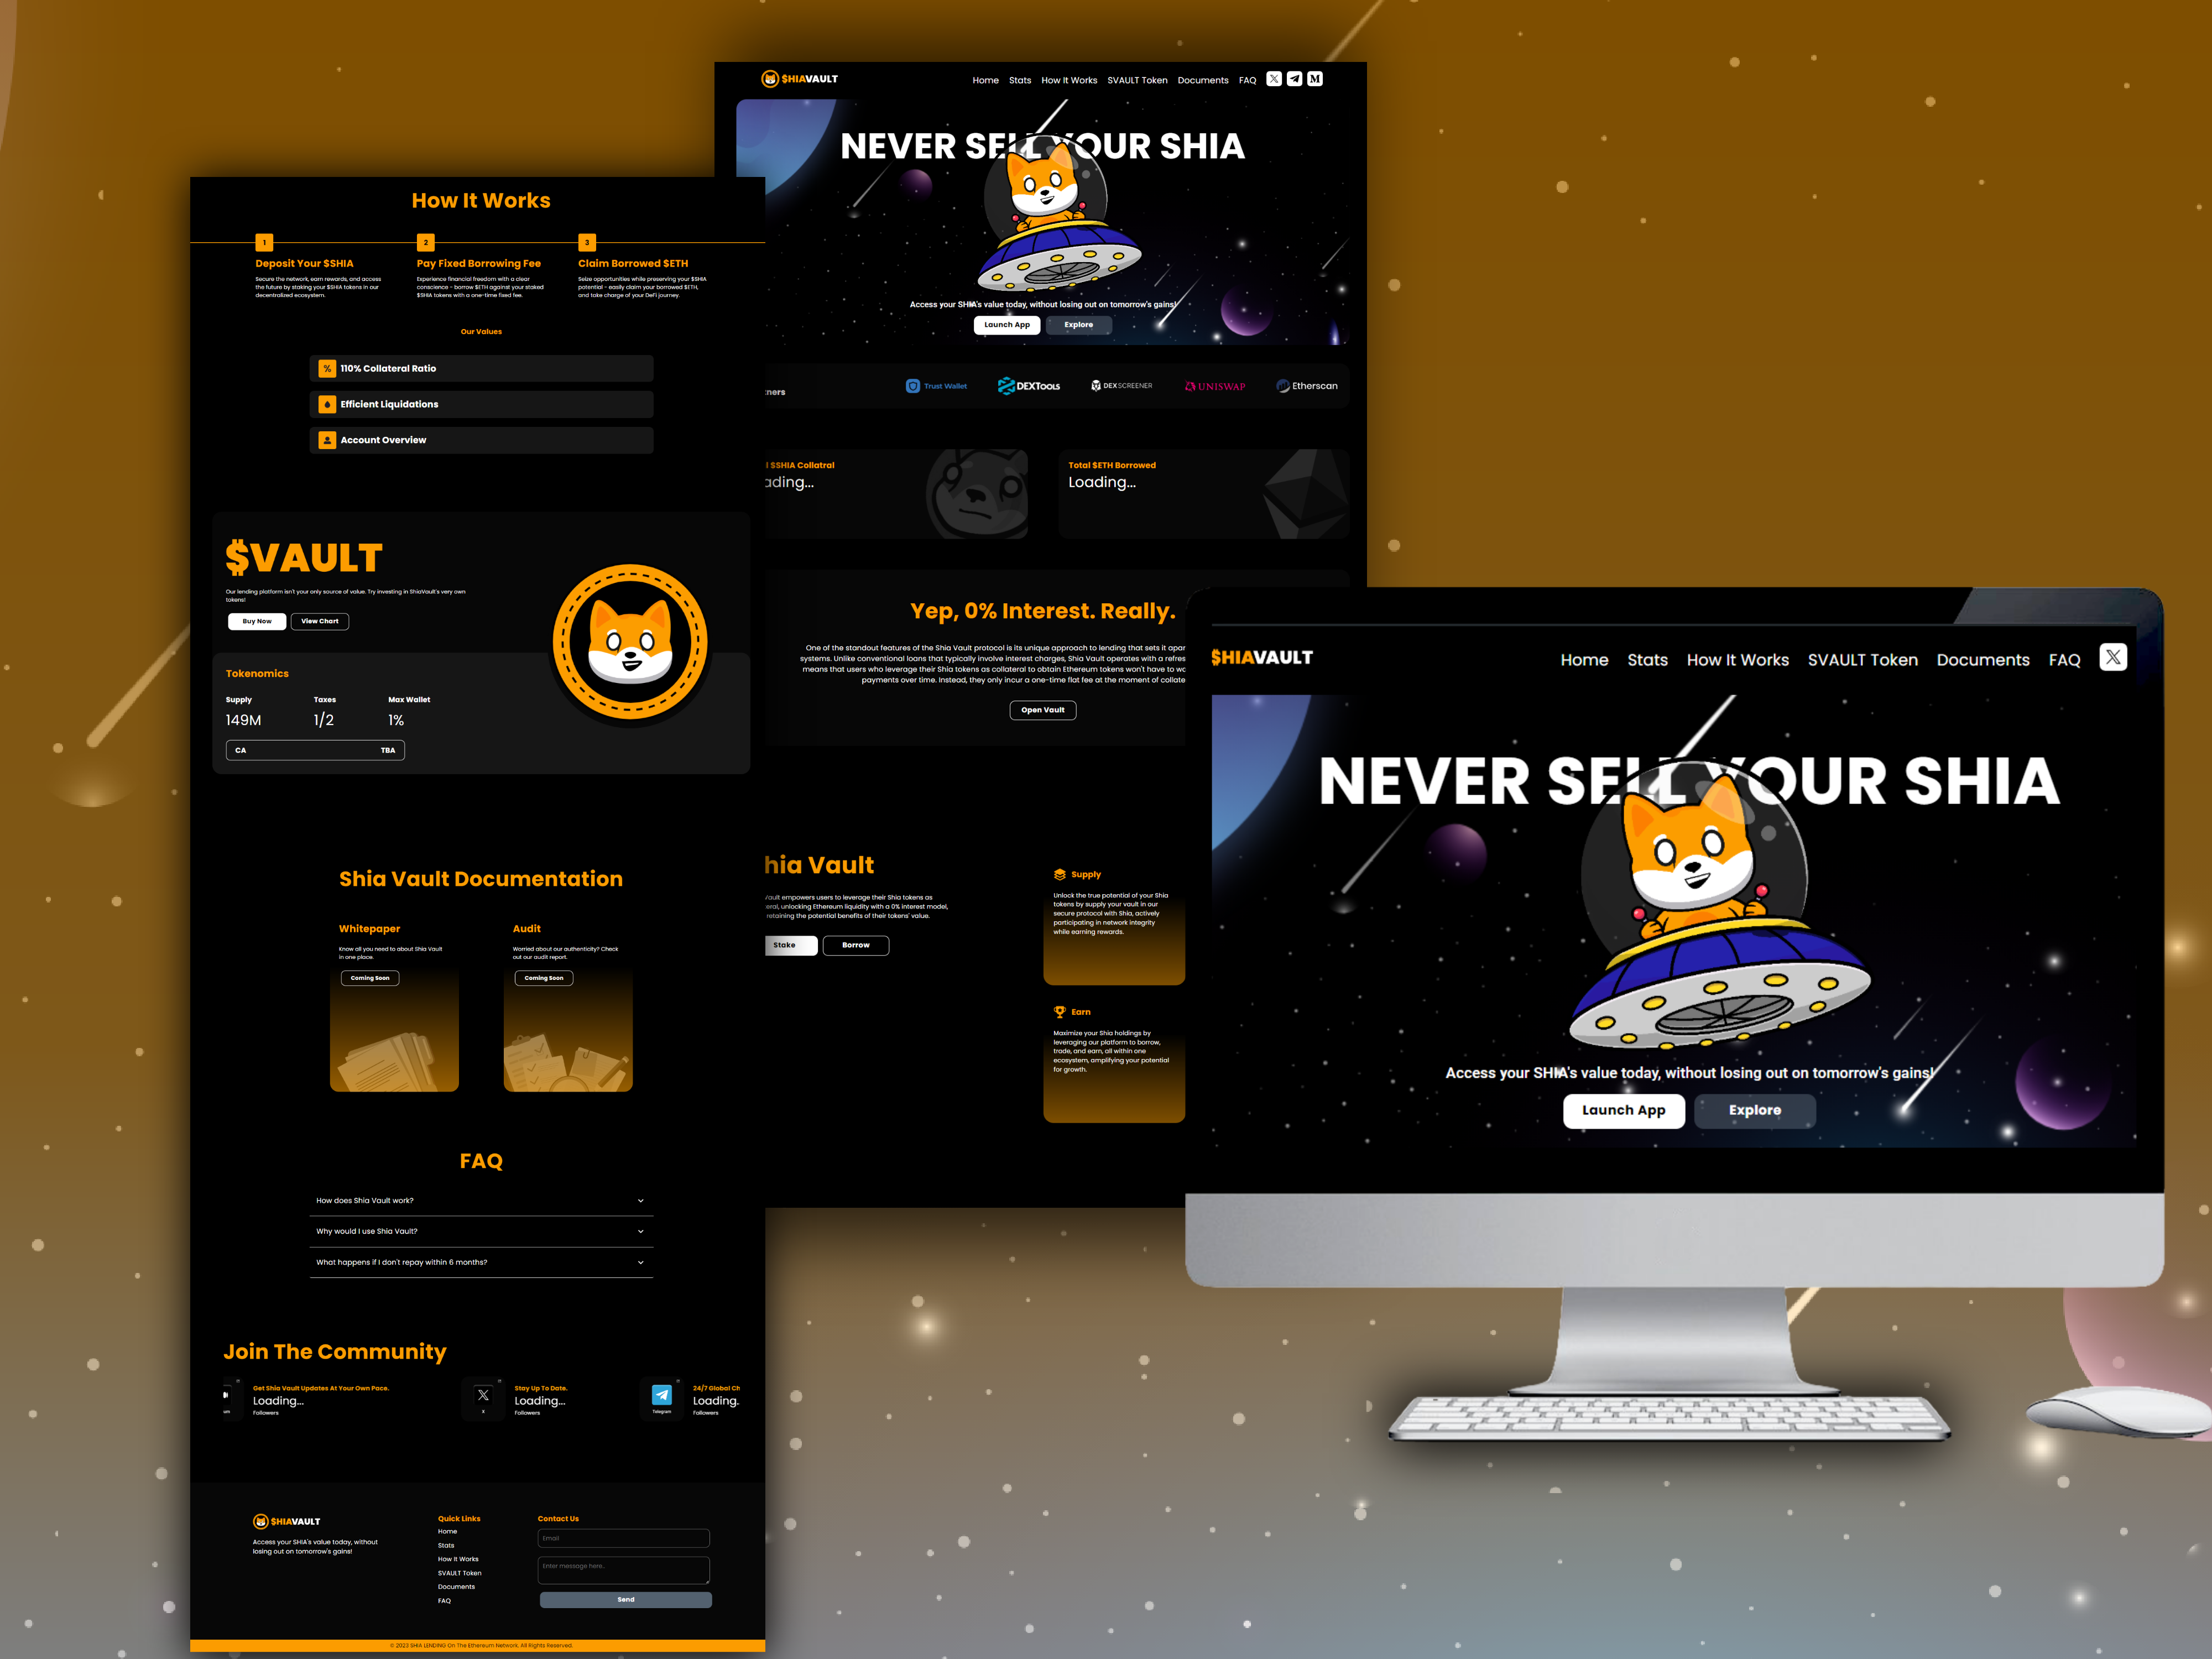 How It Works
1
2
3
Deposit Your $SHIA
Secure the network, earn rewards, and access
the future by staking your $SHIA tokens in our
decentralized ecosystem.
Pay Fixed Borrowing Fee
Experience financial freedom with a clear
conscience - borrow $ETH against your staked
$SHIA tokens with a one-time fixed fee.
Claim Borrowed $ETH
Seize opportunities while preserving your $SHIA
potential - easily claim your borrowed $ETH,
and take charge of your DeFi journey.
Our Values
110% Collateral Ratio
Efficient Liquidations
Account Overview
$VAULT
Our lending platform isn't your only source of value. Try investing in ShiaVault's very own
tokens!
Buy Now
View Chart
Tokenomics
Supply
149M
Taxes
1/2
Max Wallet
1%
CA
TBA
Shia Vault Documentation
Whitepaper
Know all you need to about Shia Vault
in one place.
Coming Soon
Audit
Worried about our authenticity? Check
out our audit report.
Coming Soon
FAQ
How does Shia Vault work?
Why would I use Shia Vault?
What happens if I don't repay within 6 months?
Join The Community
Get Shia Vault Updates At Your Own Pace.
Loading...
Followers
X
Stay Up To Date.
Loading...
Followers
Telegram
24/7 Global Ch
Loading.
Followers
$HIAVAULT
Access your SHIA's value today, without
losing out on tomorrow's gains!
Quick Links
Home
Stats
How It Works
SVAULT Token
Documents
FAQ
Contact Us
Email
Enter message here..
Send
© 2023 SHIA LENDING On The Ethereum Network. All Rights Reserved.
$HIAVAULT
Home
Stats
How It Works
SVAULT Token
Documents
FAQ
NEVER SELL YOUR SHIA
Access your SHIA's value today, without losing out on tomorrow's gains!
Launch App
Explore
tners
Trust Wallet
DEXTools
DEXSCREENER
UNISWAP
Etherscan
l $SHIA Collatral
ading...
Total $ETH Borrowed
Loading...
Yep, 0% Interest. Really.
One of the standout features of the Shia Vault protocol is its unique approach to lending that sets it apar
systems. Unlike conventional loans that typically involve interest charges, Shia Vault operates with a refres
means that users who leverage their Shia tokens as collateral to obtain Ethereum tokens won't have to wo
payments over time. Instead, they only incur a one-time flat fee at the moment of collate
Open Vault
hia Vault
Vault empowers users to leverage their Shia tokens as
eral, unlocking Ethereum liquidity with a 0% interest model,
retaining the potential benefits of their tokens' value.
Stake
Borrow
Supply
Unlock the true potential of your Shia
tokens by supply your vault in our
secure protocol with Shia, actively
participating in network integrity
while earning rewards.
Earn
Maximize your Shia holdings by
leveraging our platform to borrow,
trade, and earn, all within one
ecosystem, amplifying your potential
for growth.
$HIAVAULT
Home
Stats
How It Works
SVAULT Token
Documents
FAQ
NEVER SELL YOUR SHIA
Access your SHIA's value today, without losing out on tomorrow's gains!
Launch App
Explore